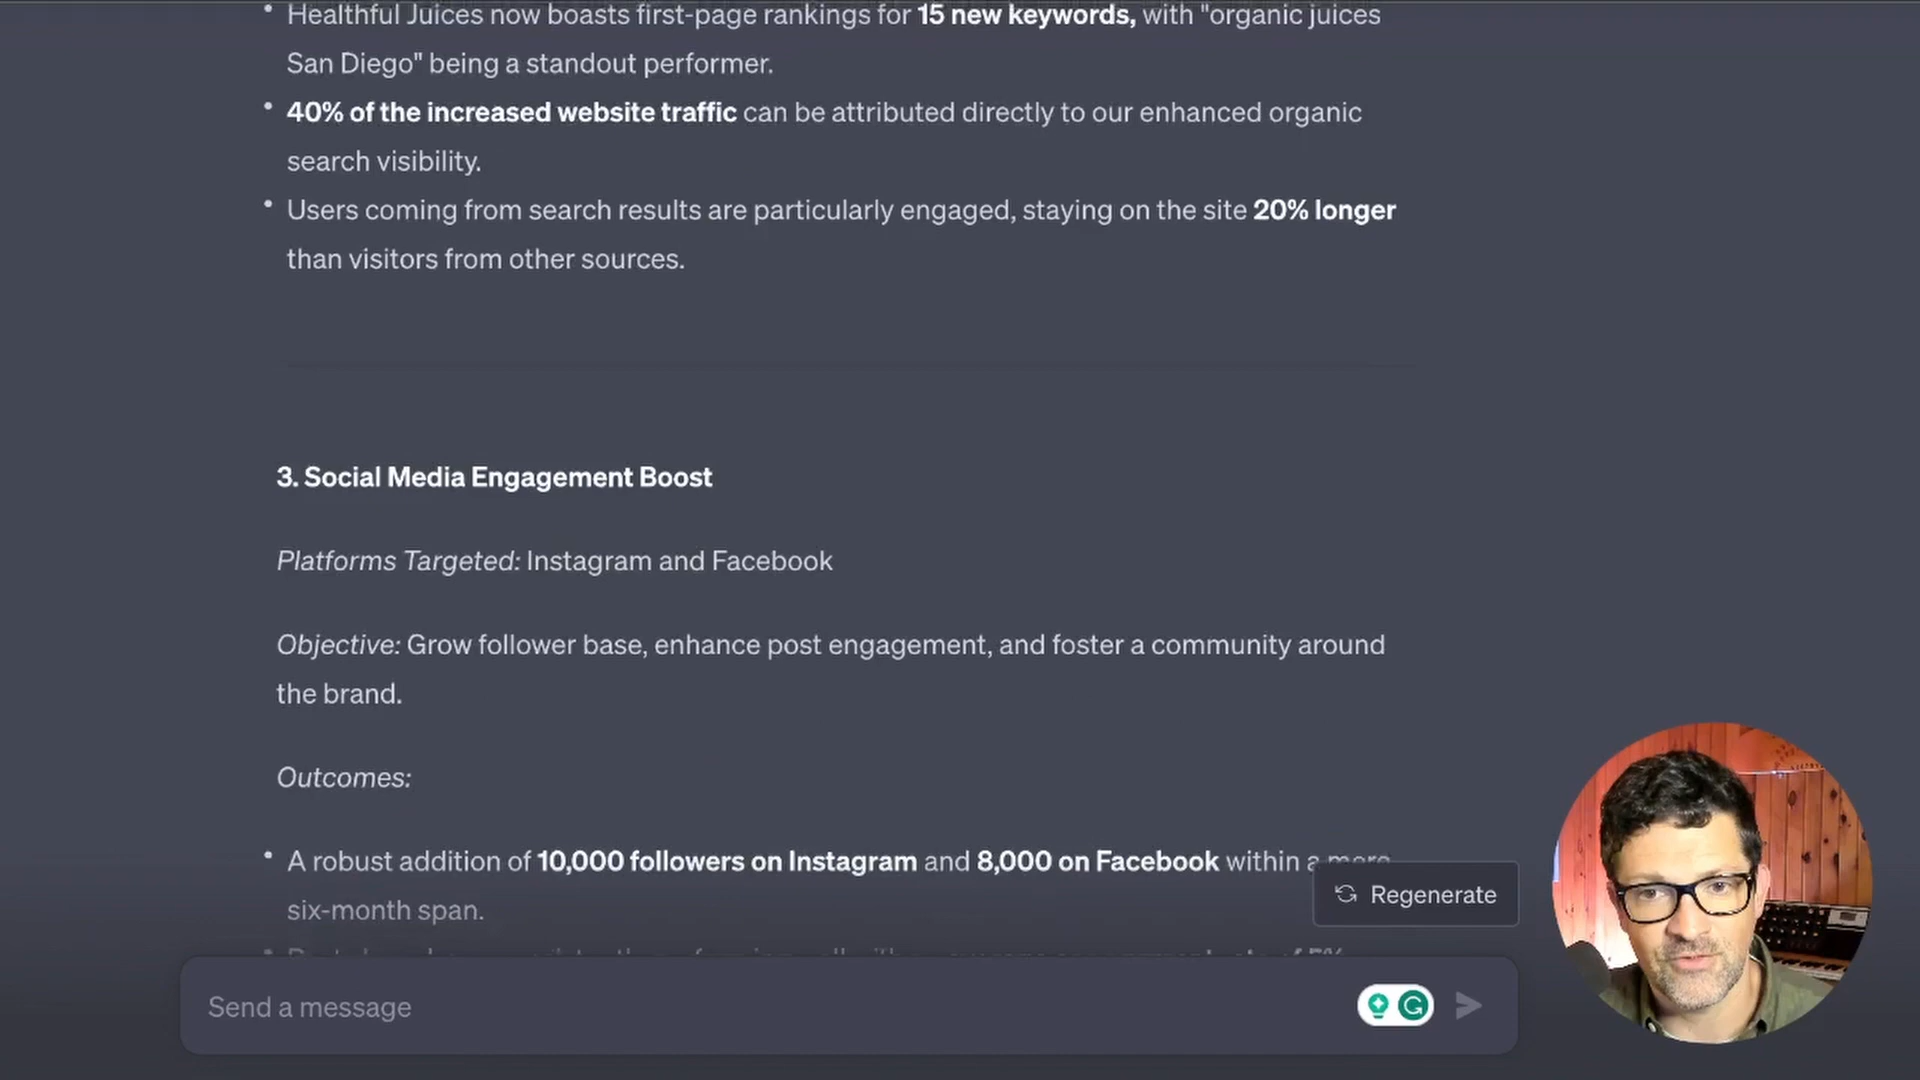 Healthful Juices now boasts first-page rankings for 15 new keywords, with "organic juices
San Diego" being a standout performer.
40% of the increased website traffic can be attributed directly to our enhanced organic
search visibility.
Users coming from search results are particularly engaged, staying on the site 20% longer
than visitors from other sources.
3. Social Media Engagement Boost
Platforms Targeted: Instagram and Facebook
Objective: Grow follower base, enhance post engagement, and foster a community around
the brand.
Outcomes:
A robust addition of 10,000 followers on Instagram and 8,000 on Facebook within a mere
six-month span.
Regenerate
Send a message